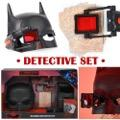 • DETECTIVE SET •